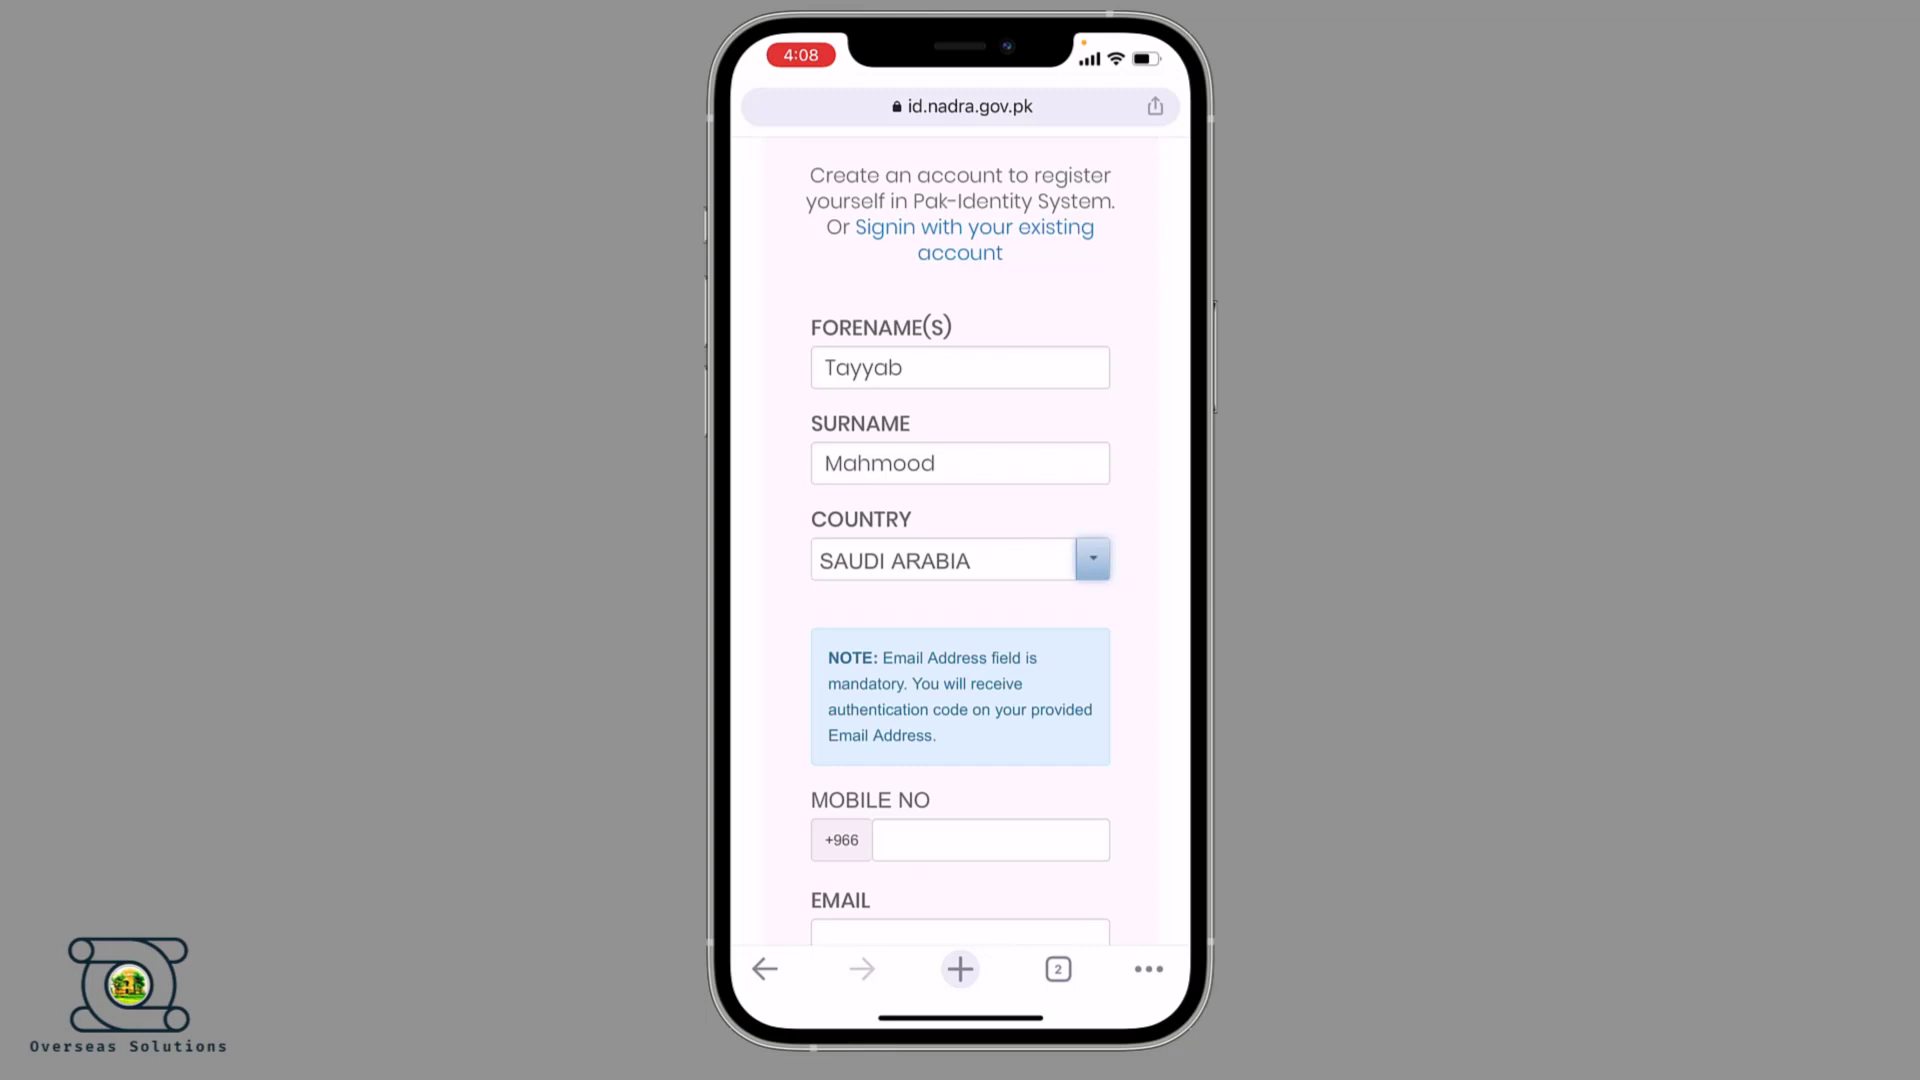 4:08
id.nadra.gov.pk
Create an account to register
yourself in Pak-Identity System.
Or Signin with your existing
account
FORENAME(S)
Tayyab
SURNAME
Mahmood
COUNTRY
SAUDI ARABIA
NOTE: Email Address field is
mandatory. You will receive
authentication code on your provided
Email Address.
MOBILE NO
+966
EMAIL
2
Overseas Solutions